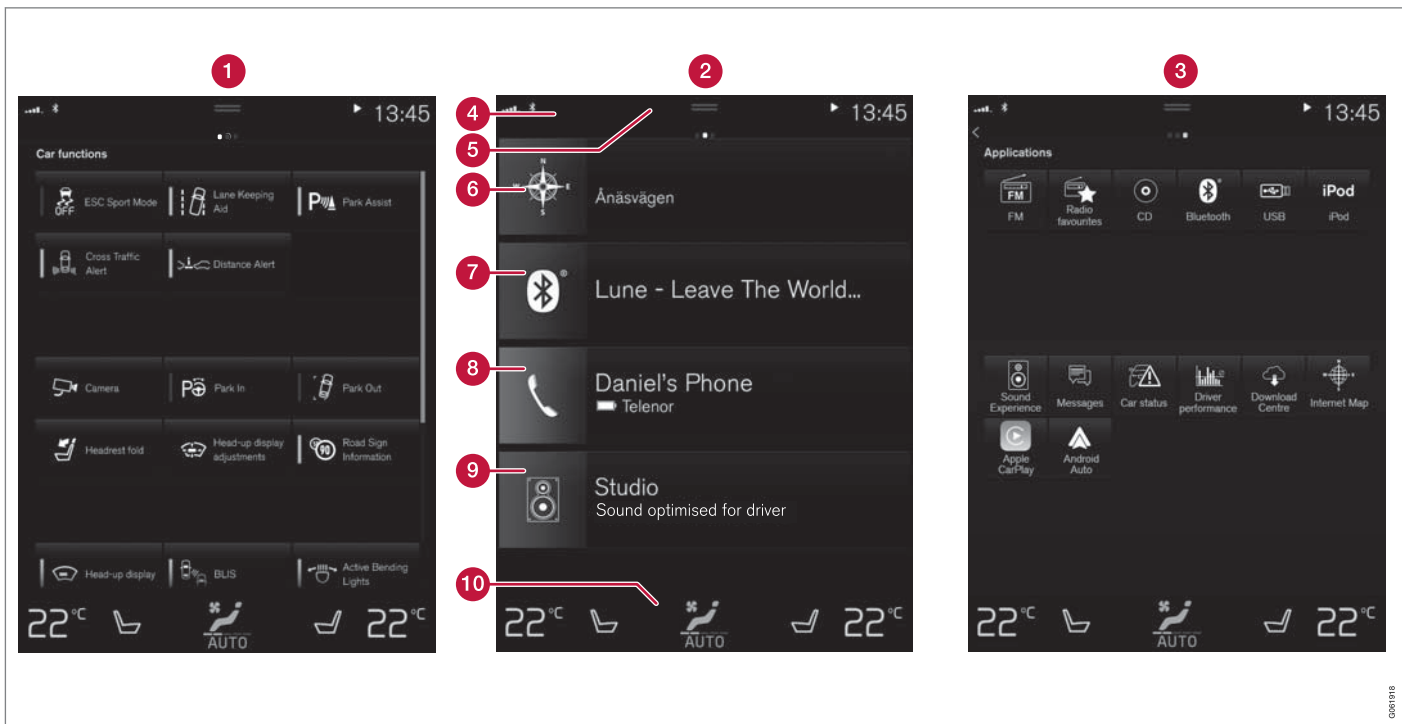 1
2
3
13:45
Car functions
ESC Sport Mode
OFF
Lane Keeping
Aid
P
Park Assist
Cross Traffic
Alert
Distance Alert
Camera
P
Park In
Park Out
Headrest fold
Head-up display
adjustments
90
Road Sign
Information
Head-up display
BLIS
Active Bending
Lights
22°C
AUTO
22°C
4
13:45
5
6
N
W
E
S
Ånäsvägen
7
Lune - Leave The World...
8
Daniel's Phone
Telenor
9
Studio
Sound optimised for driver
10
22°C
AUTO
22°C
13:45
Applications
FM
FM
Radio
favourites
CD
Bluetooth
USB
iPod
iPod
Sound
Experience
Messages
Car status
Driver
performance
Download
Centre
Internet Map
Apple
CarPlay
Android
Auto
22°C
AUTO
22°C
G061918